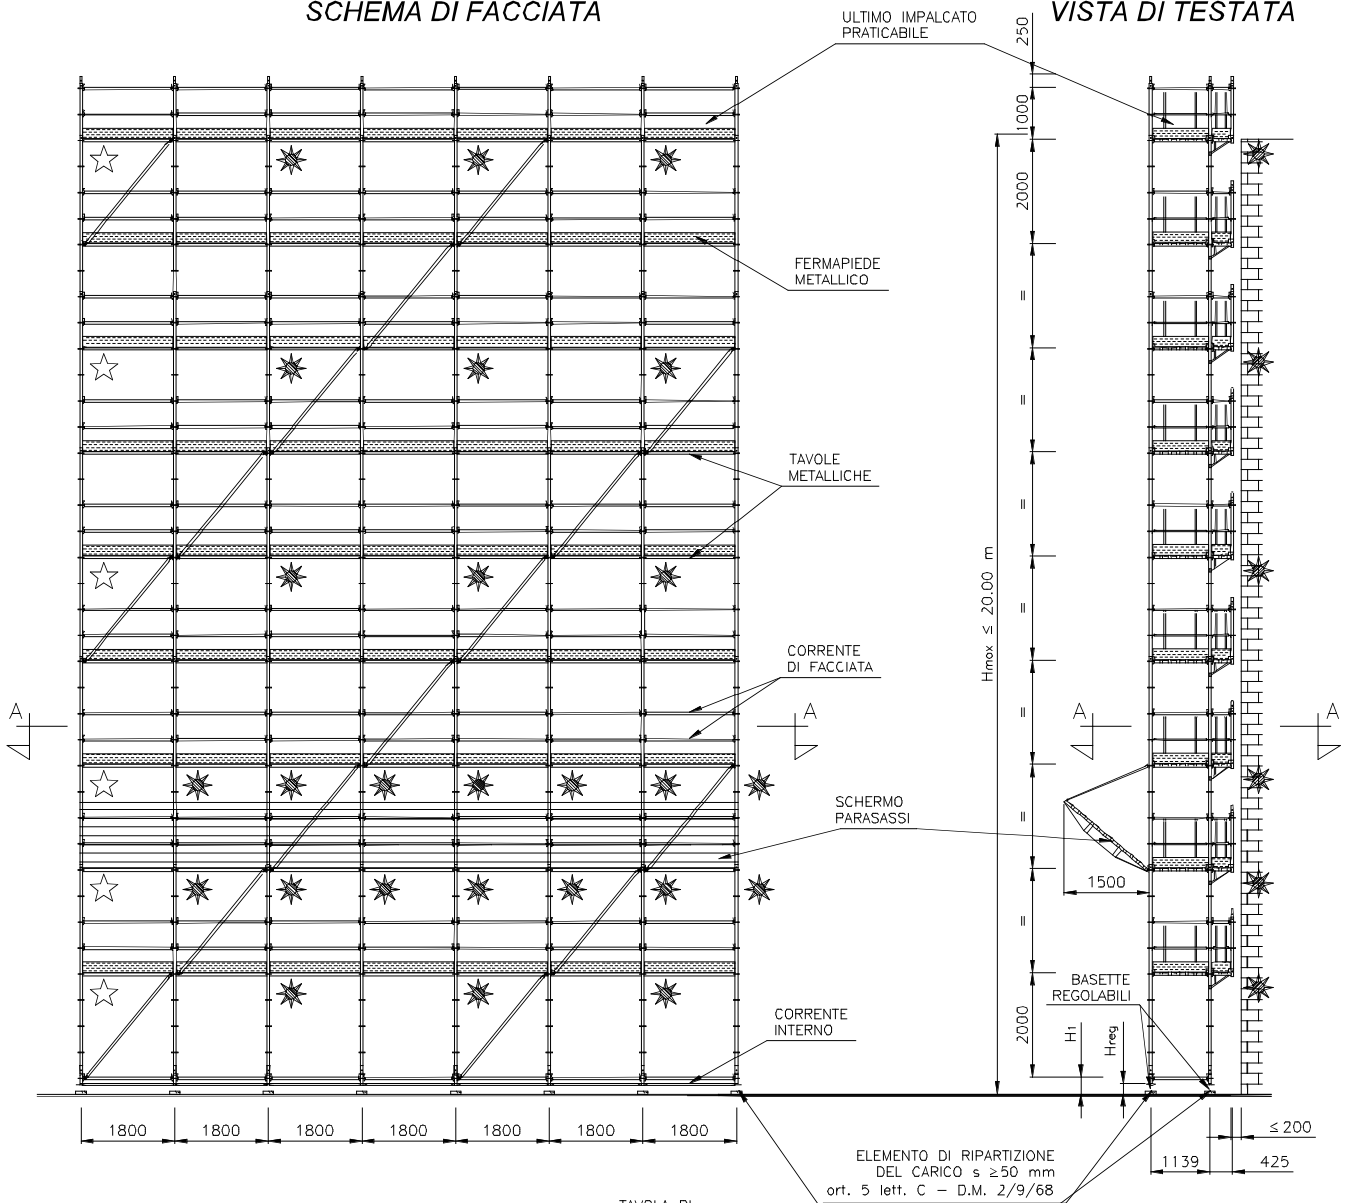 SCHEMA DI FACCIATA
VISTA DI TESTATA
ULTIMO IMPALCATO
PRATICABILE
250
1000
2000
FERMAPIEDE
METALLICO
=
=
TAVOLE
METALLICHE
=
Hmax ≤ 20.00 m
=
CORRENTE
DI FACCIATA
=
A
A
A
A
SCHERMO
PARASASSI
=
1500
=
BASETTE
REGOLABILI
CORRENTE
INTERNO
2000
H1
Hreg
1800
1800
1800
1800
1800
1800
1800
≤200
1139
425
ELEMENTO DI RIPARTIZIONE
DEL CARICO s ≥50 mm
art. 5 lett. C – D.M. 2/9/68